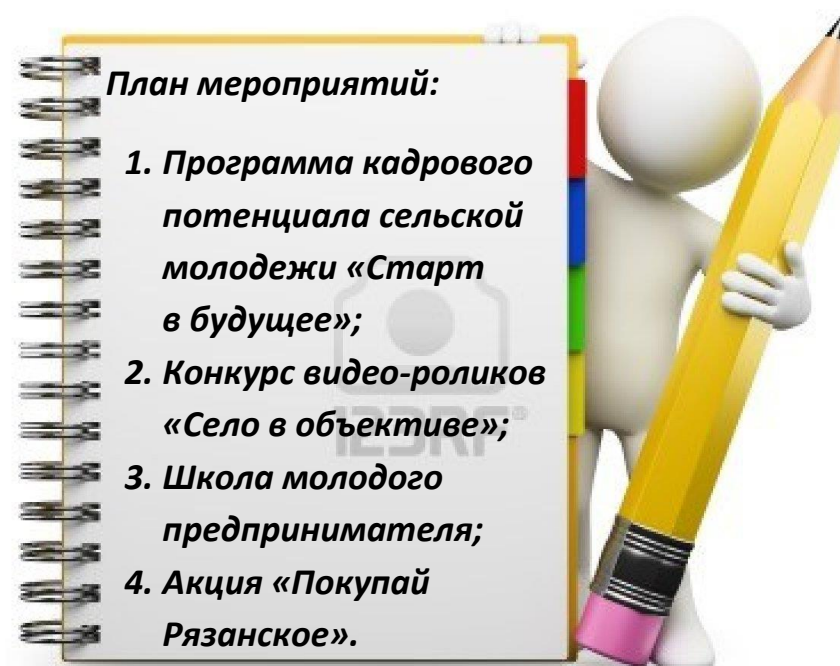 План мероприятий:
1. Программа кадрового
потенциала сельской
молодежи «Старт
в будущее»;
2. Конкурс видео-роликов
«Село в объективе»;
3. Школа молодого
предпринимателя;
4. Акция «Покупай
Рязанское».
123RF®